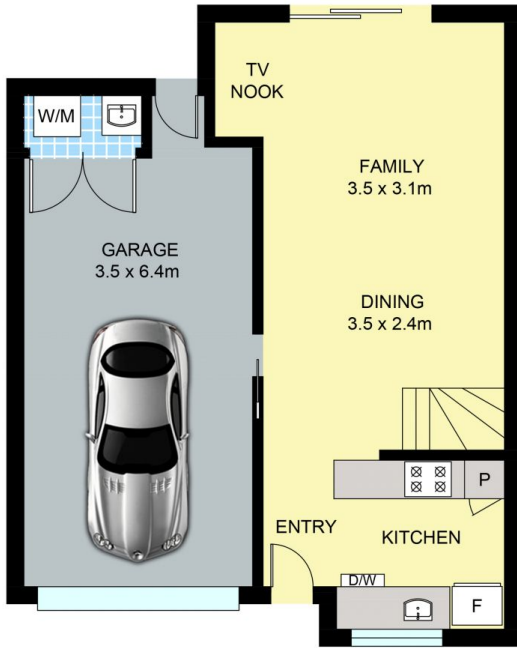 TV
NOOK
W/M
FAMILY
3.5 x 3.1m
GARAGE
3.5 x 6.4m
DINING
3.5 x 2.4m
P
ENTRY
KITCHEN
D/W
F